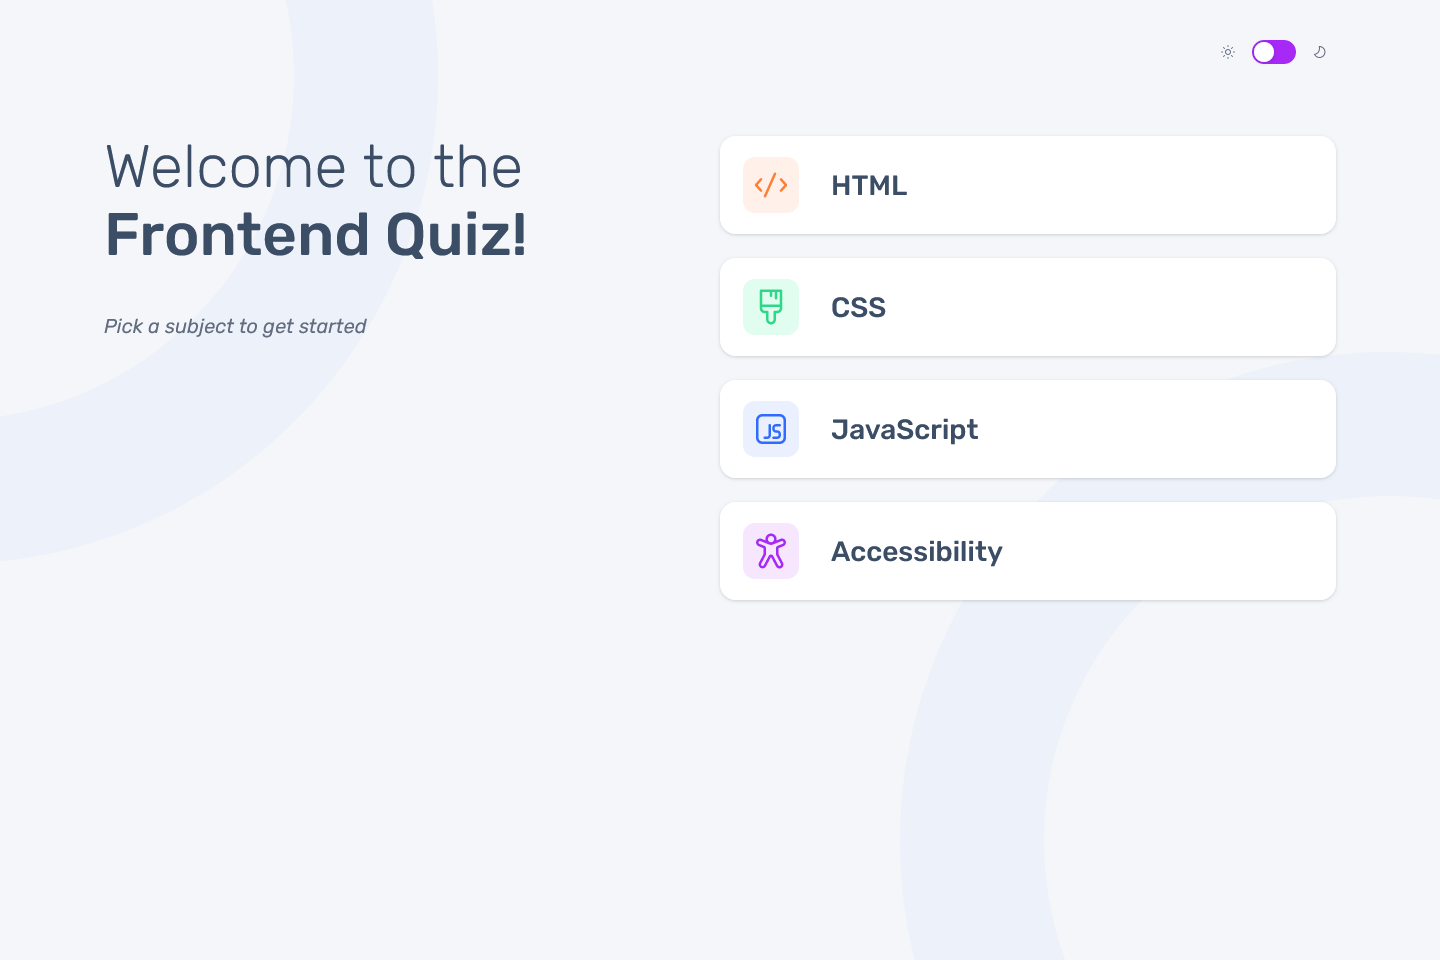 Welcome to the
Frontend Quiz!
Pick a subject to get started
HTML
CSS
JS
JavaScript
Accessibility